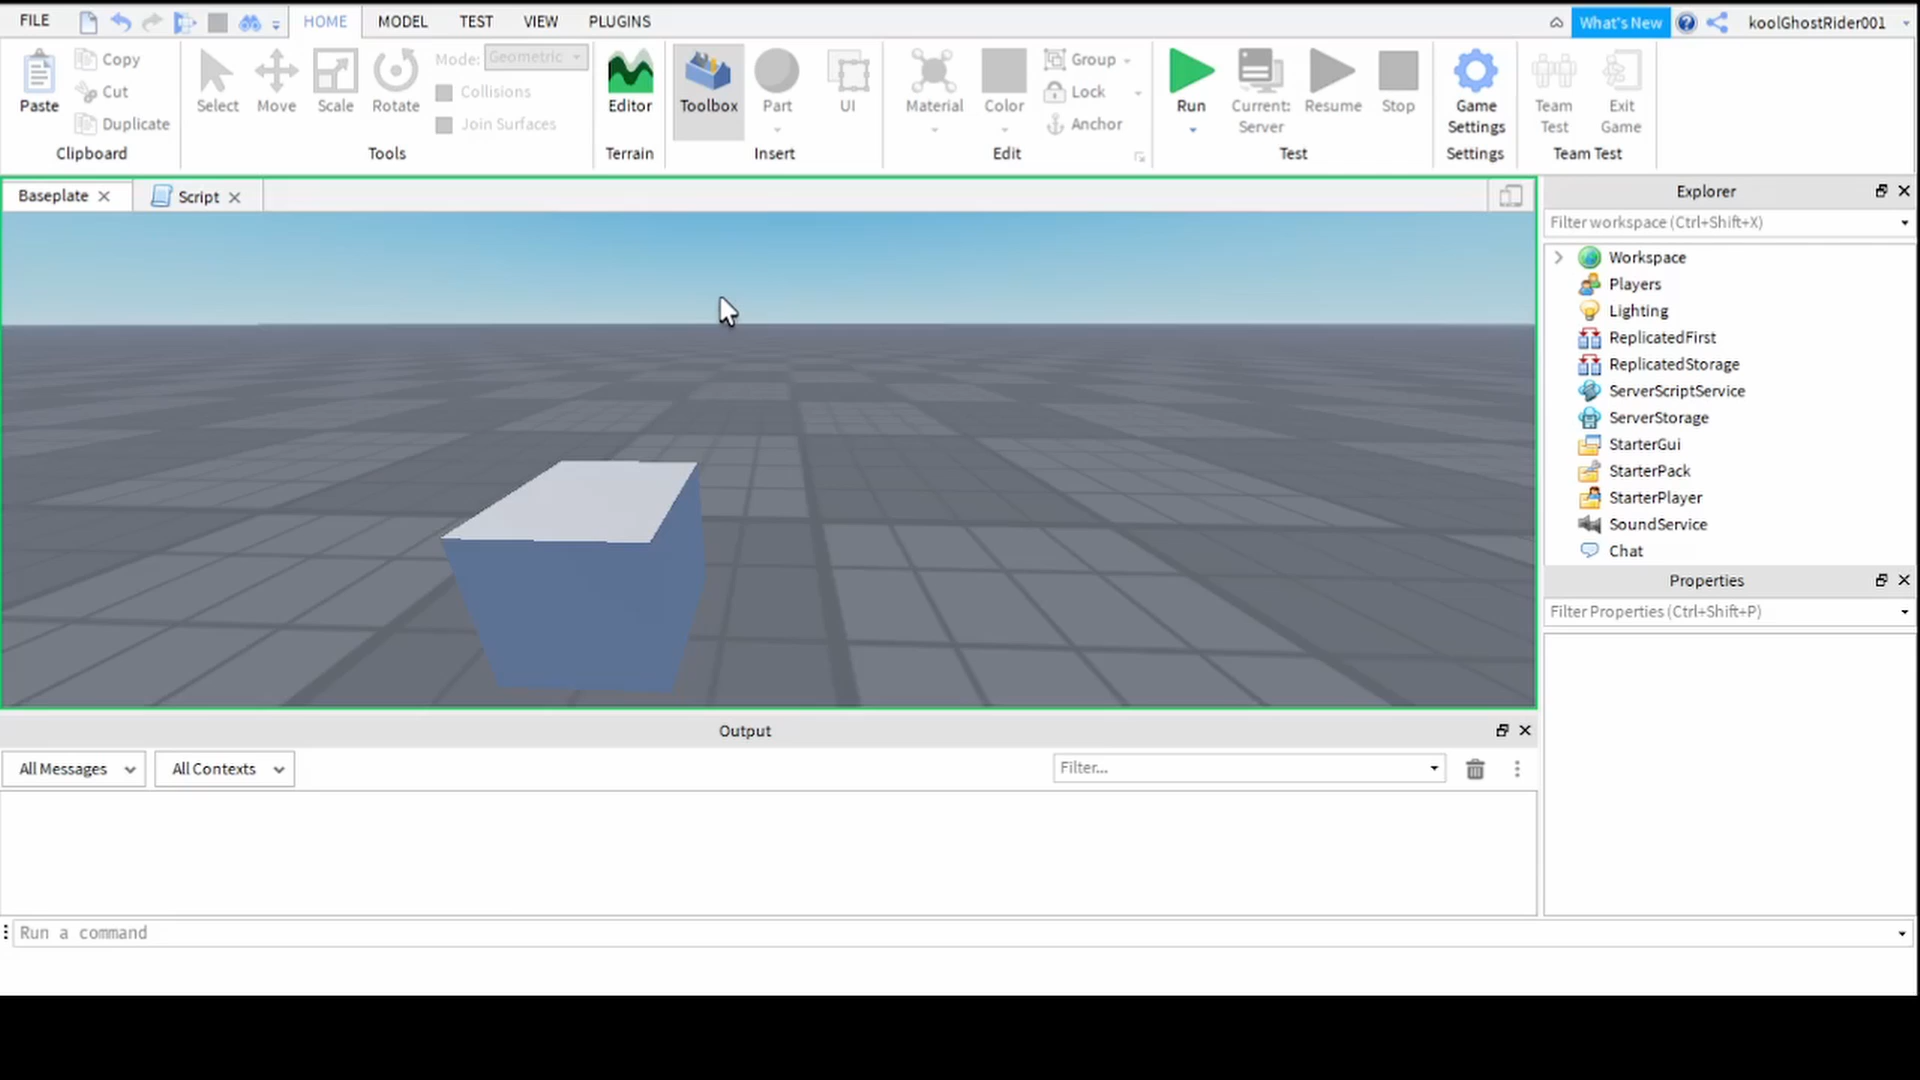 FILE HOME MODEL TEST VIEW PLUGINS What's New koolGhostRider001
Paste Copy Cut Duplicate
Clipboard
Select Move Scale Rotate Mode: Geometric
Collisions
Join Surfaces
Tools
Editor
Terrain
Toolbox Part UI
Insert
Material Color Group
Lock
Anchor
Edit
Run Current: Server Resume Stop
Test
Game Settings
Settings
Team Test Exit Game
Team Test
Baseplate Script
Explorer
Filter workspace (Ctrl+Shift+X)
Workspace
Players
Lighting
ReplicatedFirst
ReplicatedStorage
ServerScriptService
ServerStorage
StarterGui
StarterPack
StarterPlayer
SoundService
Chat
Properties
Filter Properties (Ctrl+Shift+P)
Output
All Messages All Contexts Filter...
Run a command